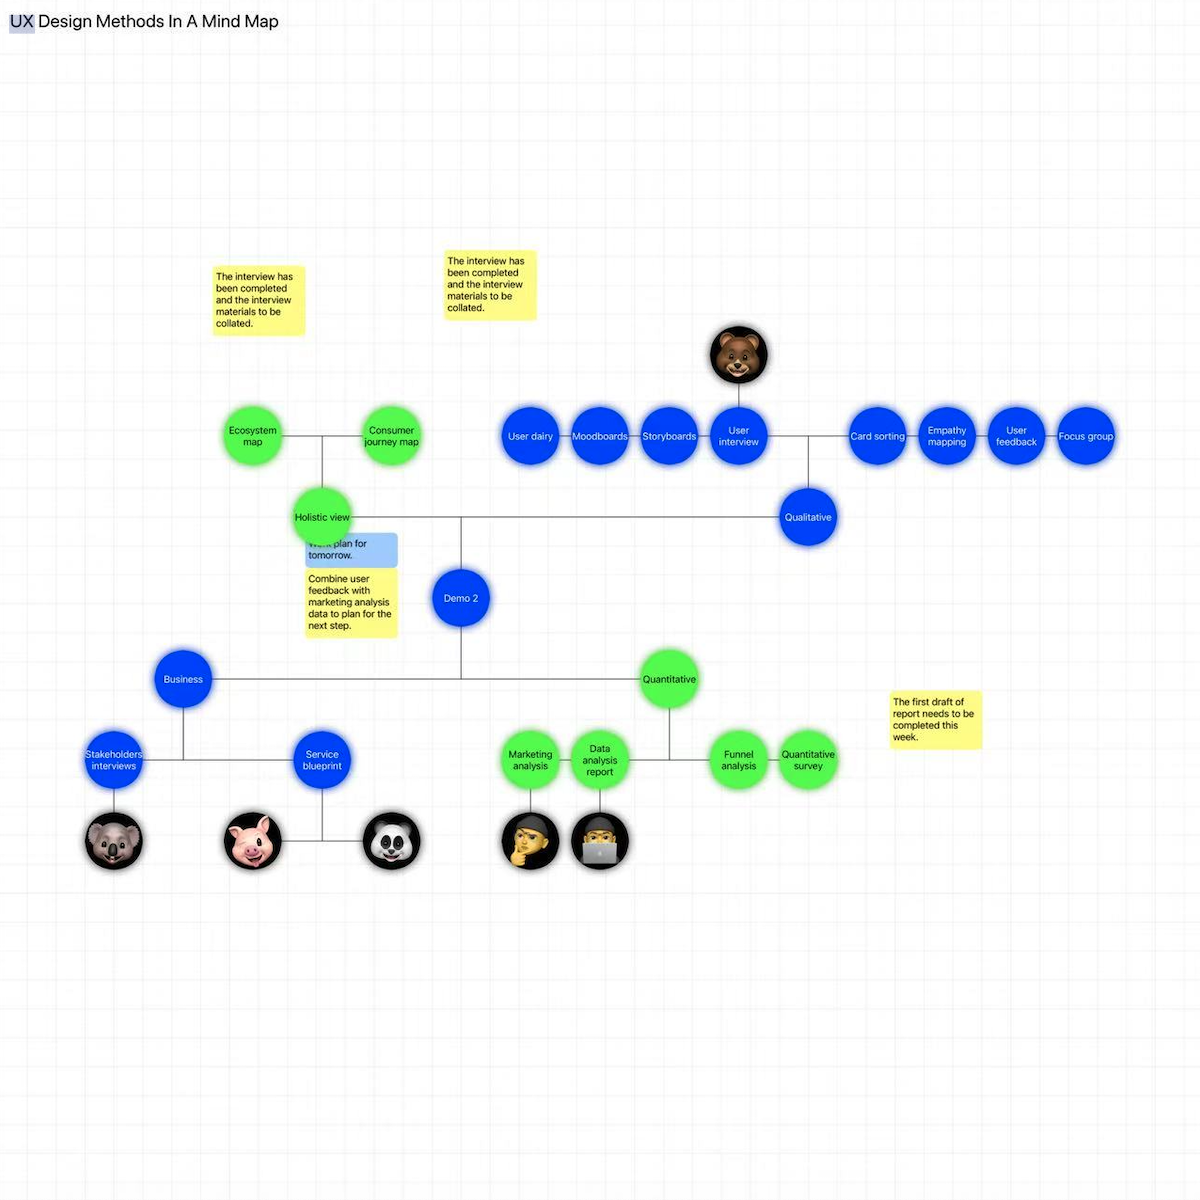 UX Design Methods In A Mind Map
The interview has
been completed
and the interview
materials to be
collated.
The interview has
been completed
and the interview
materials to be
collated.
Ecosystem
map
Consumer
journey map
User dairy
Moodboards
Storyboards
User
interview
Card sorting
Empathy
mapping
User
feedback
Focus group
Holistic view
Qualitative
plan for
tomorrow.
Combine user
feedback with
marketing analysis
data to plan for the
next step.
Demo 2
Business
Quantitative
The first draft of
report needs to be
completed this
week.
Stakeholders
interviews
Service
blueprint
Marketing
analysis
Data
analysis
report
Funnel
analysis
Quantitative
survey